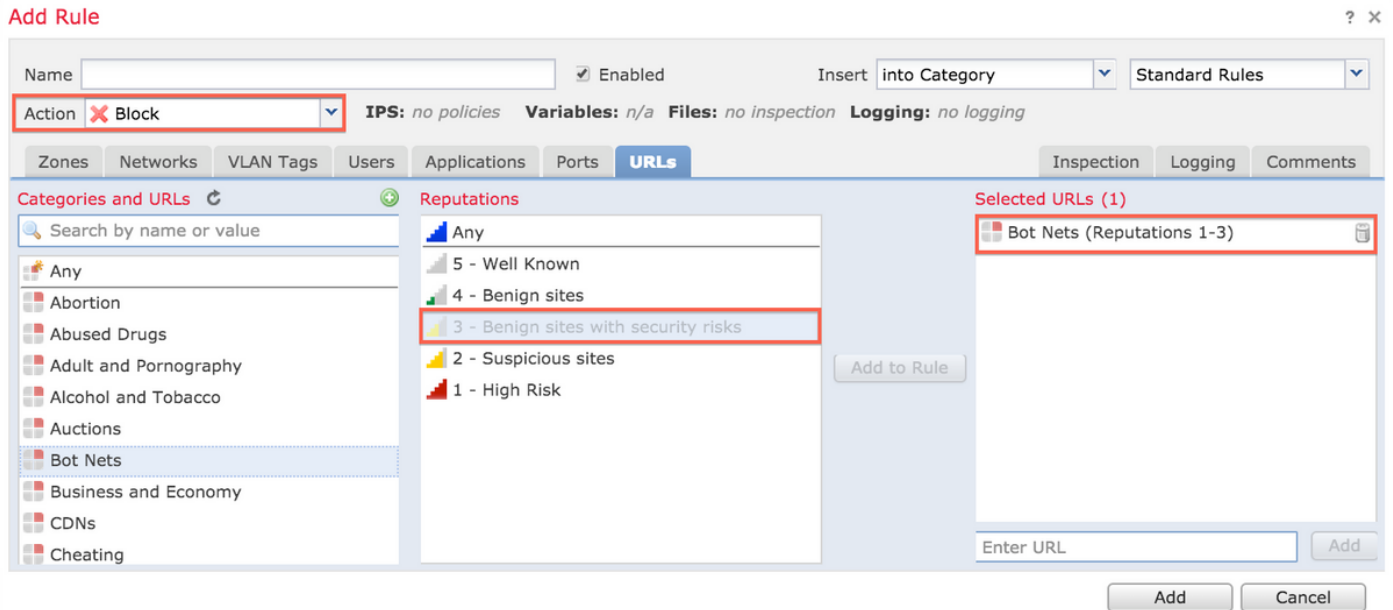 Add Rule ? ×
Name Enabled Insert into Category Standard Rules
Action Block IPS: no policies Variables: n/a Files: no inspection Logging: no logging
Zones Networks VLAN Tags Users Applications Ports URLs Inspection Logging Comments
Categories and URLs
Search by name or value
Any
Abortion
Abused Drugs
Adult and Pornography
Alcohol and Tobacco
Auctions
Bot Nets
Business and Economy
CDNs
Cheating
Reputations
Any
5 - Well Known
4 - Benign sites
3 - Benign sites with security risks
2 - Suspicious sites
1 - High Risk
Add to Rule
Selected URLs (1)
Bot Nets (Reputations 1-3)
Enter URL Add
Add Cancel